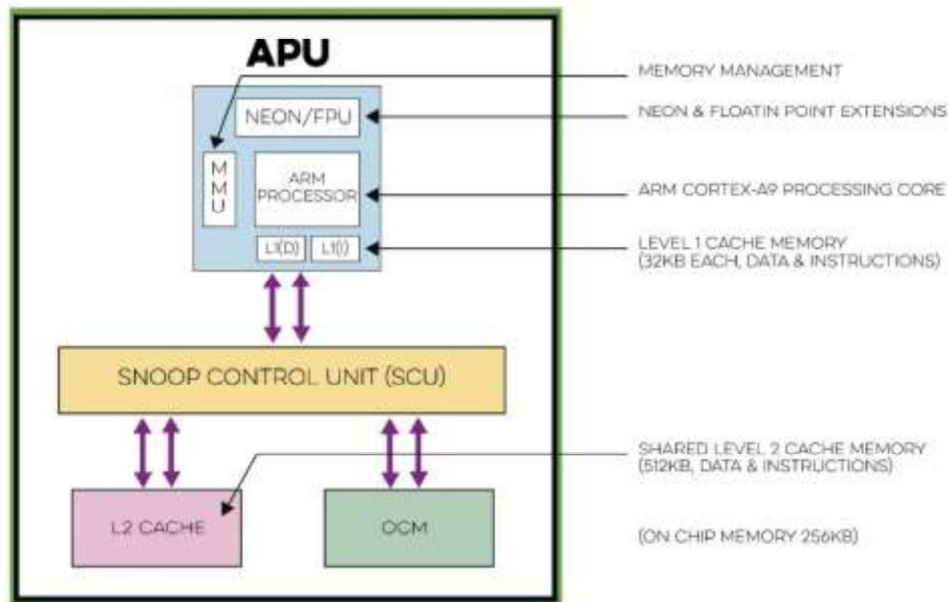 APU
MEMORY MANAGEMENT
NEON/FPU
NEON & FLOATIN POINT EXTENSIONS
MMU
ARM
PROCESSOR
ARM CORTEX-A9 PROCESSING CORE
L1(D)
L1(I)
LEVEL 1 CACHE MEMORY
(32KB EACH, DATA & INSTRUCTIONS)
SNOOP CONTROL UNIT (SCU)
SHARED LEVEL 2 CACHE MEMORY
(512KB, DATA & INSTRUCTIONS)
L2 CACHE
OCM
(ON CHIP MEMORY 256KB)